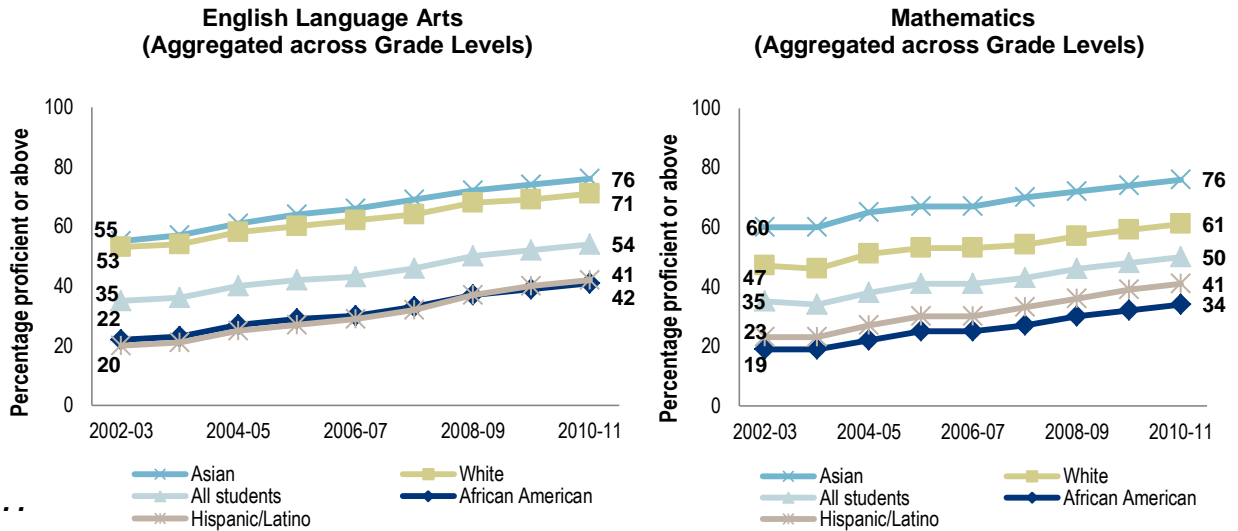 English Language Arts
(Aggregated across Grade Levels)
Percentage proficient or above
100
80
60
40
20
0
55
53
35
22
20
76
71
54
41
42
2002-03 2004-05 2006-07 2008-09 2010-11
Asian White
All students African American
Hispanic/Latino
..
Mathematics
(Aggregated across Grade Levels)
Percentage proficient or above
100
80
60
40
20
0
60
47
35
23
19
76
61
50
41
34
2002-03 2004-05 2006-07 2008-09 2010-11
Asian White
All students African American
Hispanic/Latino